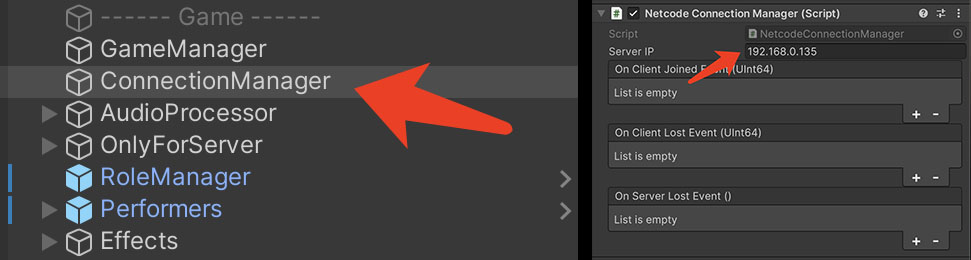 ------ Game ------
GameManager
ConnectionManager
AudioProcessor
OnlyForServer
RoleManager
Performers
Effects
Netcode Connection Manager (Script)
Script NetcodeConnectionManager
Server IP 192.168.0.135
On Client Joined Event (UInt64)
List is empty
+ -
On Client Lost Event (UInt64)
List is empty
+ -
On Server Lost Event ()
List is empty
+ -